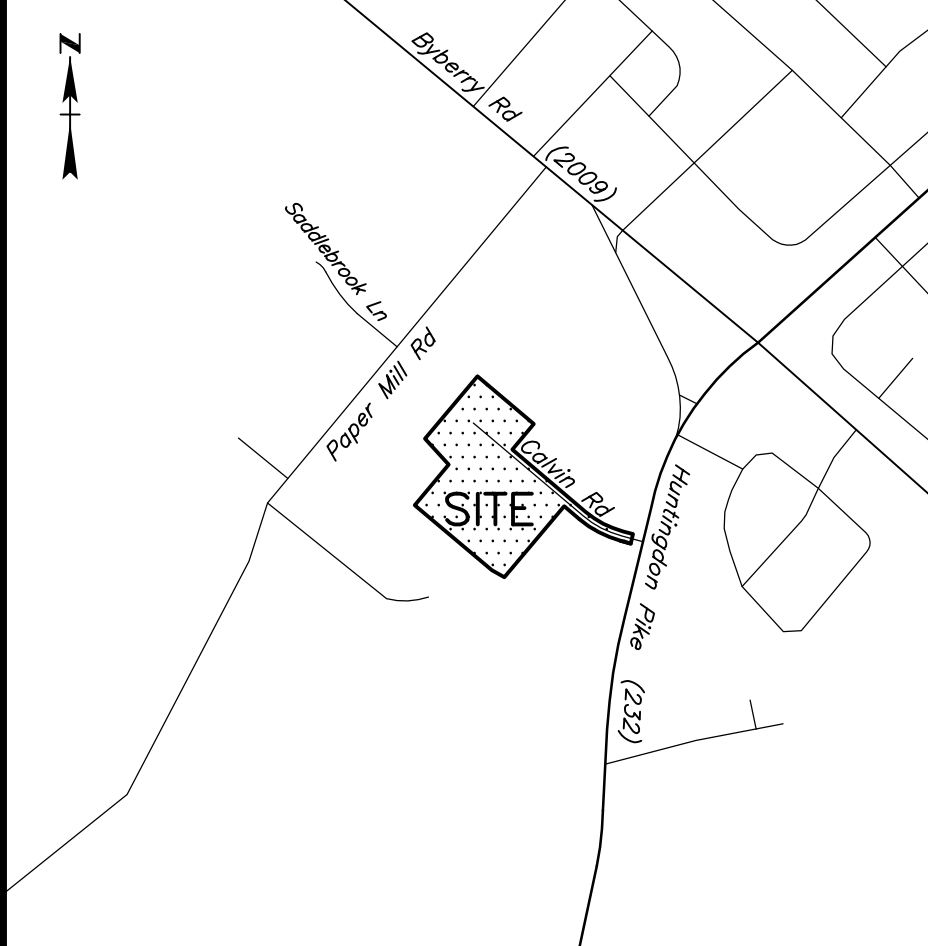 N
Byberry Rd
(2009)
Saddlebrook Ln
Paper Mill Rd
Calvin Rd
SITE
Huntingdon Pike
(232)